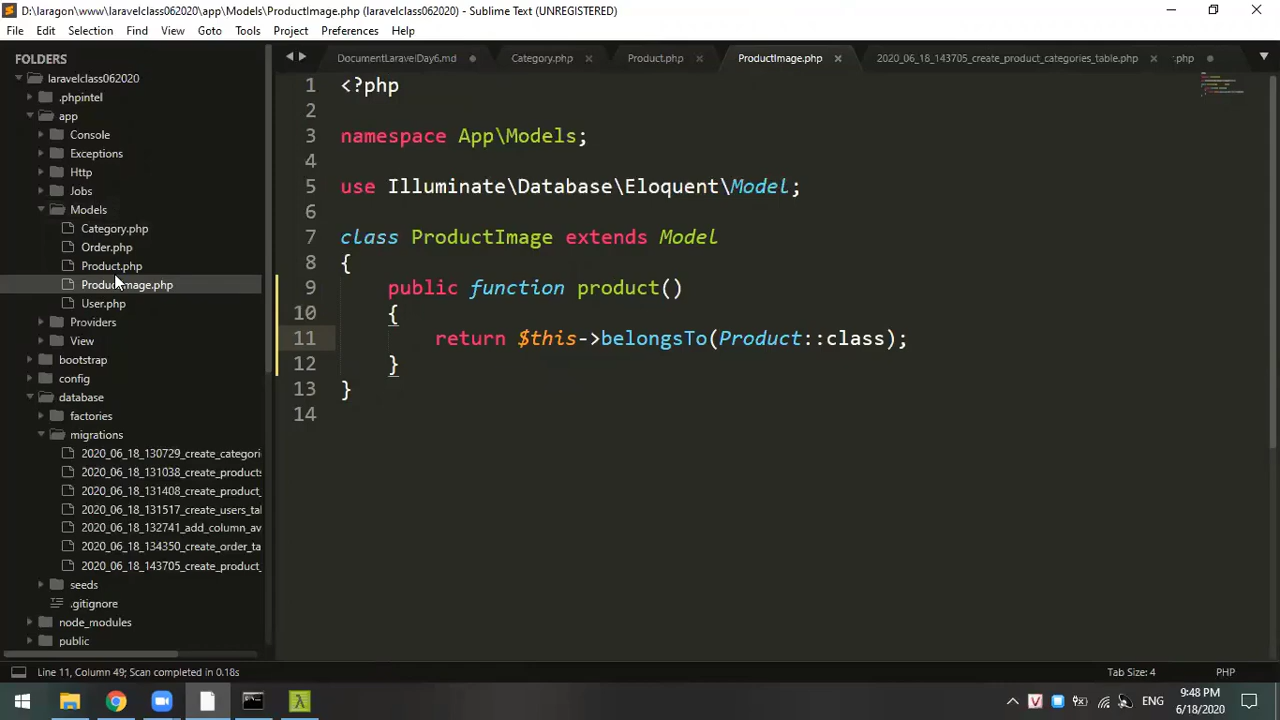 D:\laragon\www\laravelclass062020\app\Models\ProductImage.php (laravelclass062020) - Sublime Text (UNREGISTERED)
File Edit Selection Find View Goto Tools Project Preferences Help
FOLDERS
laravelclass062020
.phpintel
app
Console
Exceptions
Http
Jobs
Models
Category.php
Order.php
Product.php
ProductImage.php
User.php
Providers
View
bootstrap
config
database
factories
migrations
2020_06_18_130729_create_categori
2020_06_18_131038_create_products
2020_06_18_131408_create_product_
2020_06_18_131517_create_users_ta
2020_06_18_132741_add_column_av
2020_06_18_134350_create_order_ta
2020_06_18_143705_create_product_
seeds
.gitignore
node_modules
public
DocumentLaravelDay6.md Category.php Product.php ProductImage.php 2020_06_18_143705_create_product_categories_table.php .php
1 <?php
2
3 namespace App\Models;
4
5 use Illuminate\Database\Eloquent\Model;
6
7 class ProductImage extends Model
8 {
9 public function product()
10 {
11 return $this->belongsTo(Product::class);
12 }
13 }
14
Line 11, Column 49; Scan completed in 0.18s Tab Size: 4 PHP
ENG
9:48 PM
6/18/2020